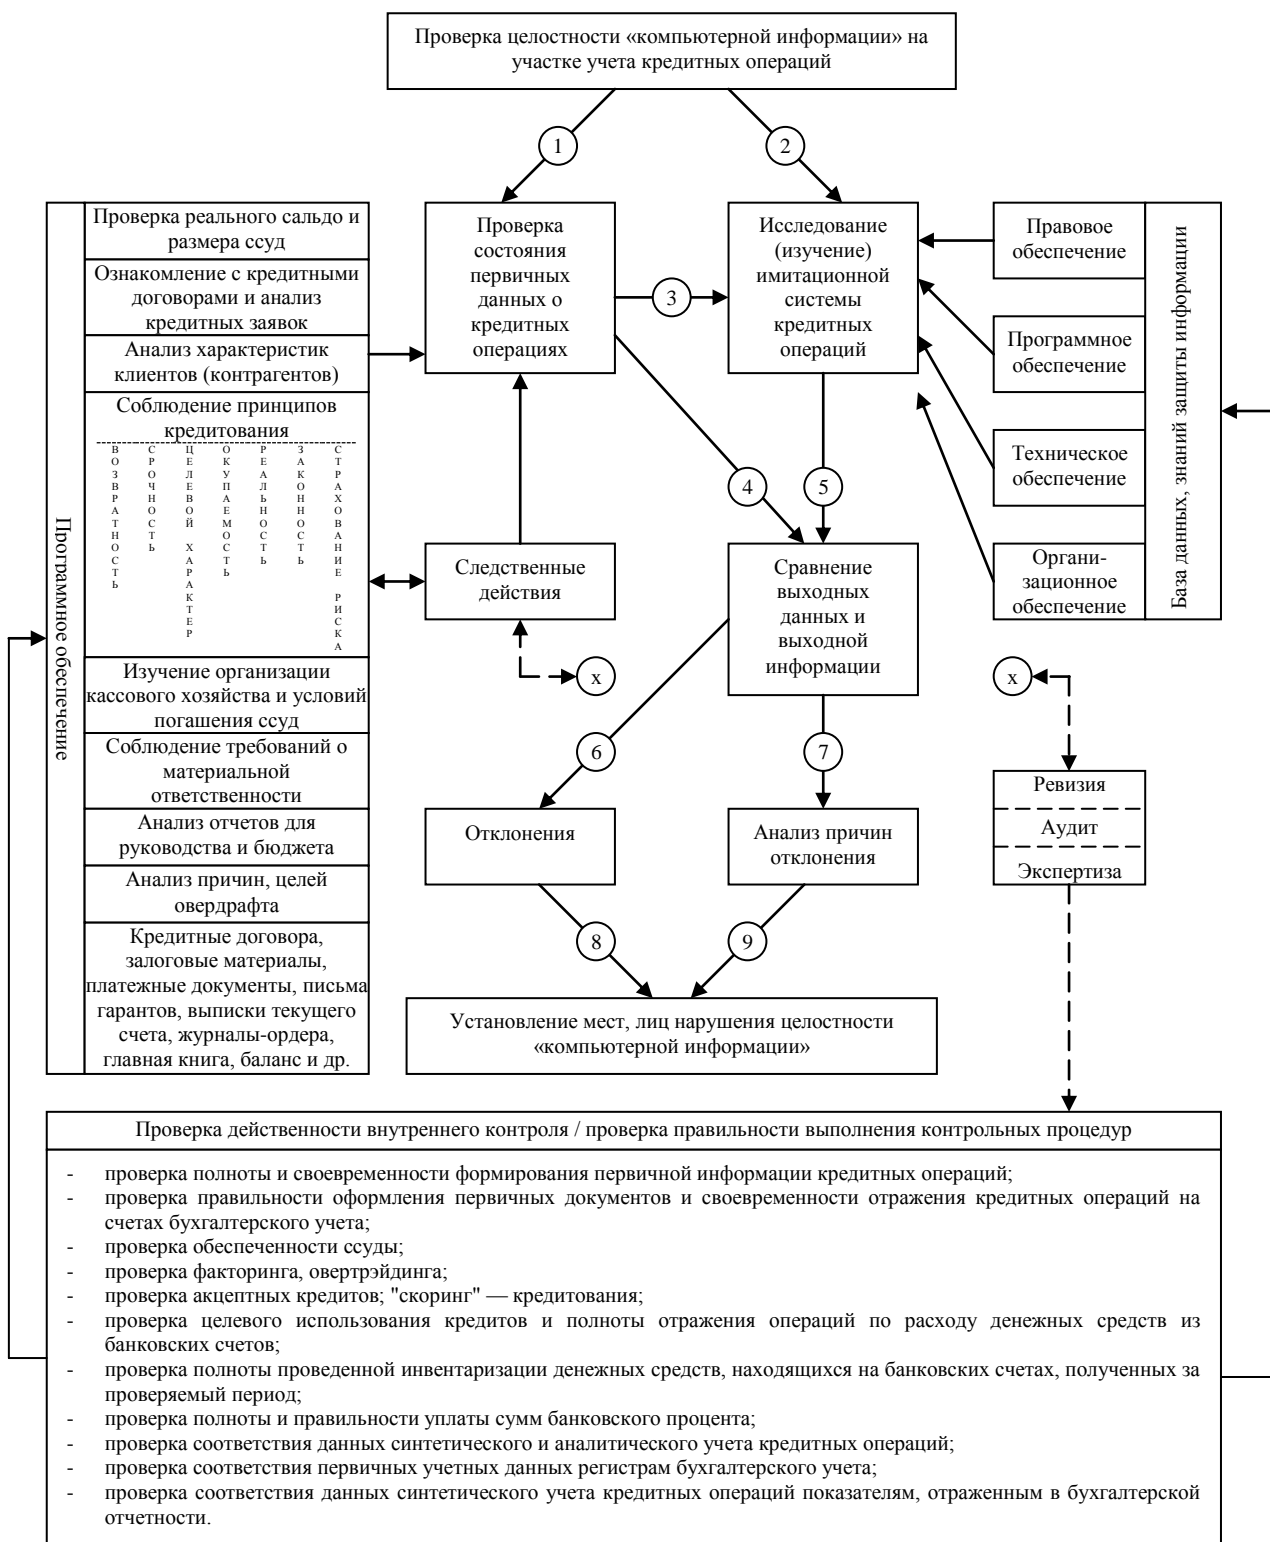 Проверка целостности «компьютерной информации» на
участке учета кредитных операций
1
2
Программное обеспечение
Проверка реального сальдо и
размера ссуд
Ознакомление с кредитными
договорами и анализ
кредитных заявок
Анализ характеристик
клиентов (контрагентов)
Соблюдение принципов
кредитования
ВОЗВРАТНОСТЬ
СРОЧНОСТЬ
ЦЕЛЕВОЙ ХАРАКТЕР
ОКУПАЕМОСТЬ
РЕАЛЬНОСТЬ
ЗАКОННОСТЬ
СТРАХОВАНИЕ РИСКА
Изучение организации
кассового хозяйства и условий
погашения ссуд
Соблюдение требований о
материальной
ответственности
Анализ отчетов для
руководства и бюджета
Анализ причин, целей
овердрафта
Кредитные договора,
залоговые материалы,
платежные документы, письма
гарантов, выписки текущего
счета, журналы-ордера,
главная книга, баланс и др.
Проверка
состояния
первичных
данных о
кредитных
операциях
3
Исследование
(изучение)
имитационной
системы
кредитных
операций
Правовое
обеспечение
Программное
обеспечение
Техническое
обеспечение
Органи-
зационное
обеспечение
База данных, знаний защиты информации
4
5
Следственные
действия
х
Сравнение
выходных
данных и
выходной
информации
х
6
7
Ревизия
Аудит
Экспертиза
Отклонения
Анализ причин
отклонения
8
9
Установление мест, лиц нарушения целостности
«компьютерной информации»
Проверка действенности внутреннего контроля / проверка правильности выполнения контрольных процедур
- проверка полноты и своевременности формирования первичной информации кредитных операций;
- проверка правильности оформления первичных документов и своевременности отражения кредитных операций на
счетах бухгалтерского учета;
- проверка обеспеченности ссуды;
- проверка факторинга, овертрэйдинга;
- проверка акцептных кредитов; "скоринг" — кредитования;
- проверка целевого использования кредитов и полноты отражения операций по расходу денежных средств из
банковских счетов;
- проверка полноты проведенной инвентаризации денежных средств, находящихся на банковских счетах, полученных за
проверяемый период;
- проверка полноты и правильности уплаты сумм банковского процента;
- проверка соответствия данных синтетического и аналитического учета кредитных операций;
- проверка соответствия первичных учетных данных регистрам бухгалтерского учета;
- проверка соответствия данных синтетического учета кредитных операций показателям, отраженным в бухгалтерской
отчетности.